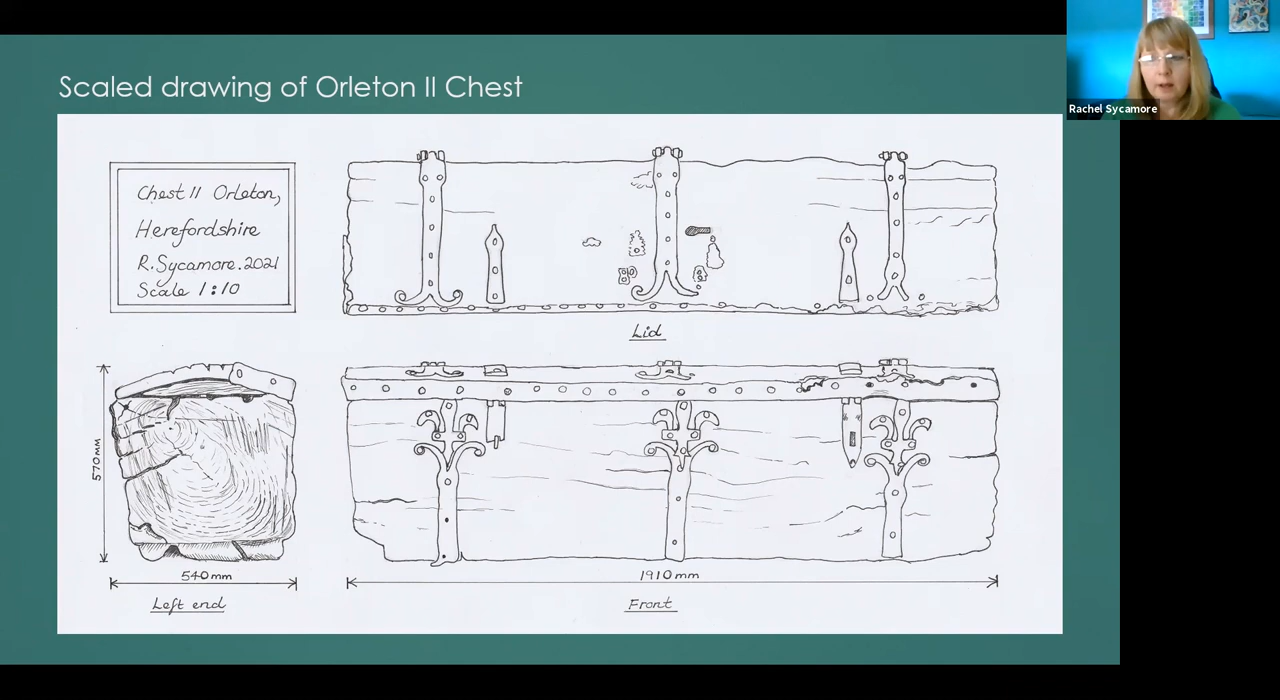 Scaled drawing of Orleton II Chest
Rachel Sycamore
Chest II Orleton,
Herefordshire
R.Sycamore.2021
Scale 1:10
Lid
570mm
540mm
Left end
1910mm
Front